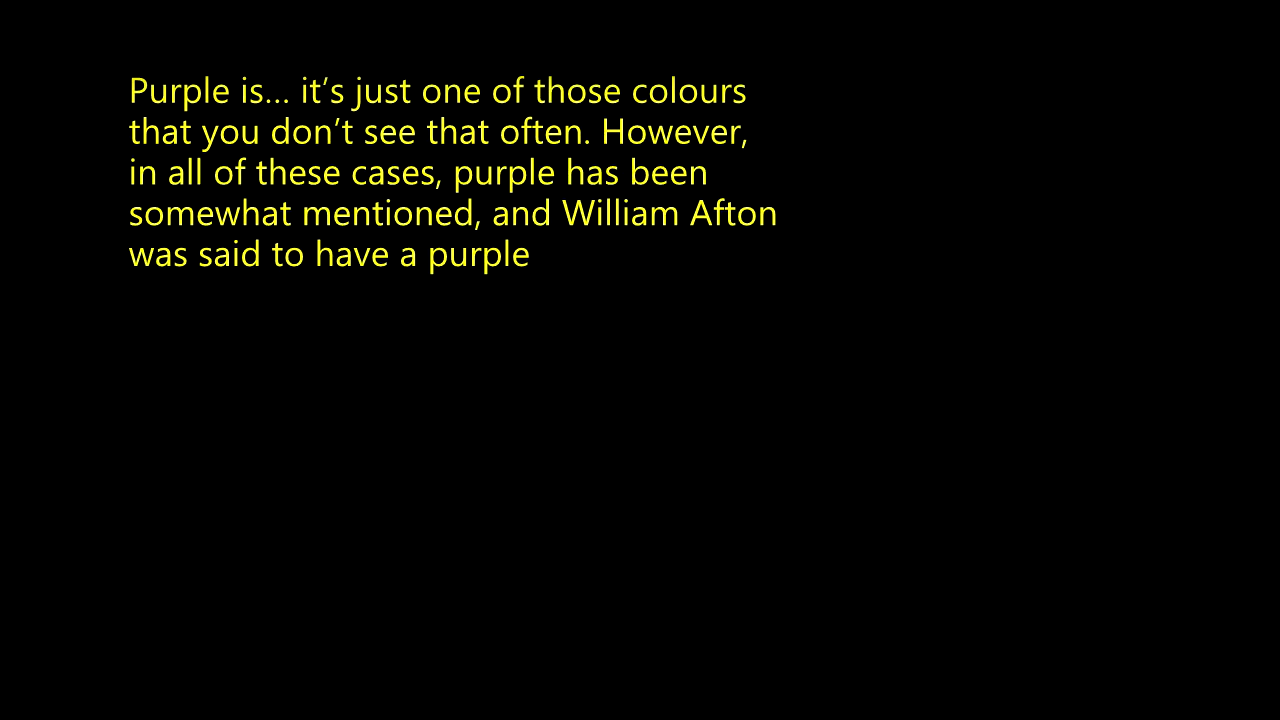 Purple is… it’s just one of those colours
that you don’t see that often. However,
in all of these cases, purple has been
somewhat mentioned, and William Afton
was said to have a purple